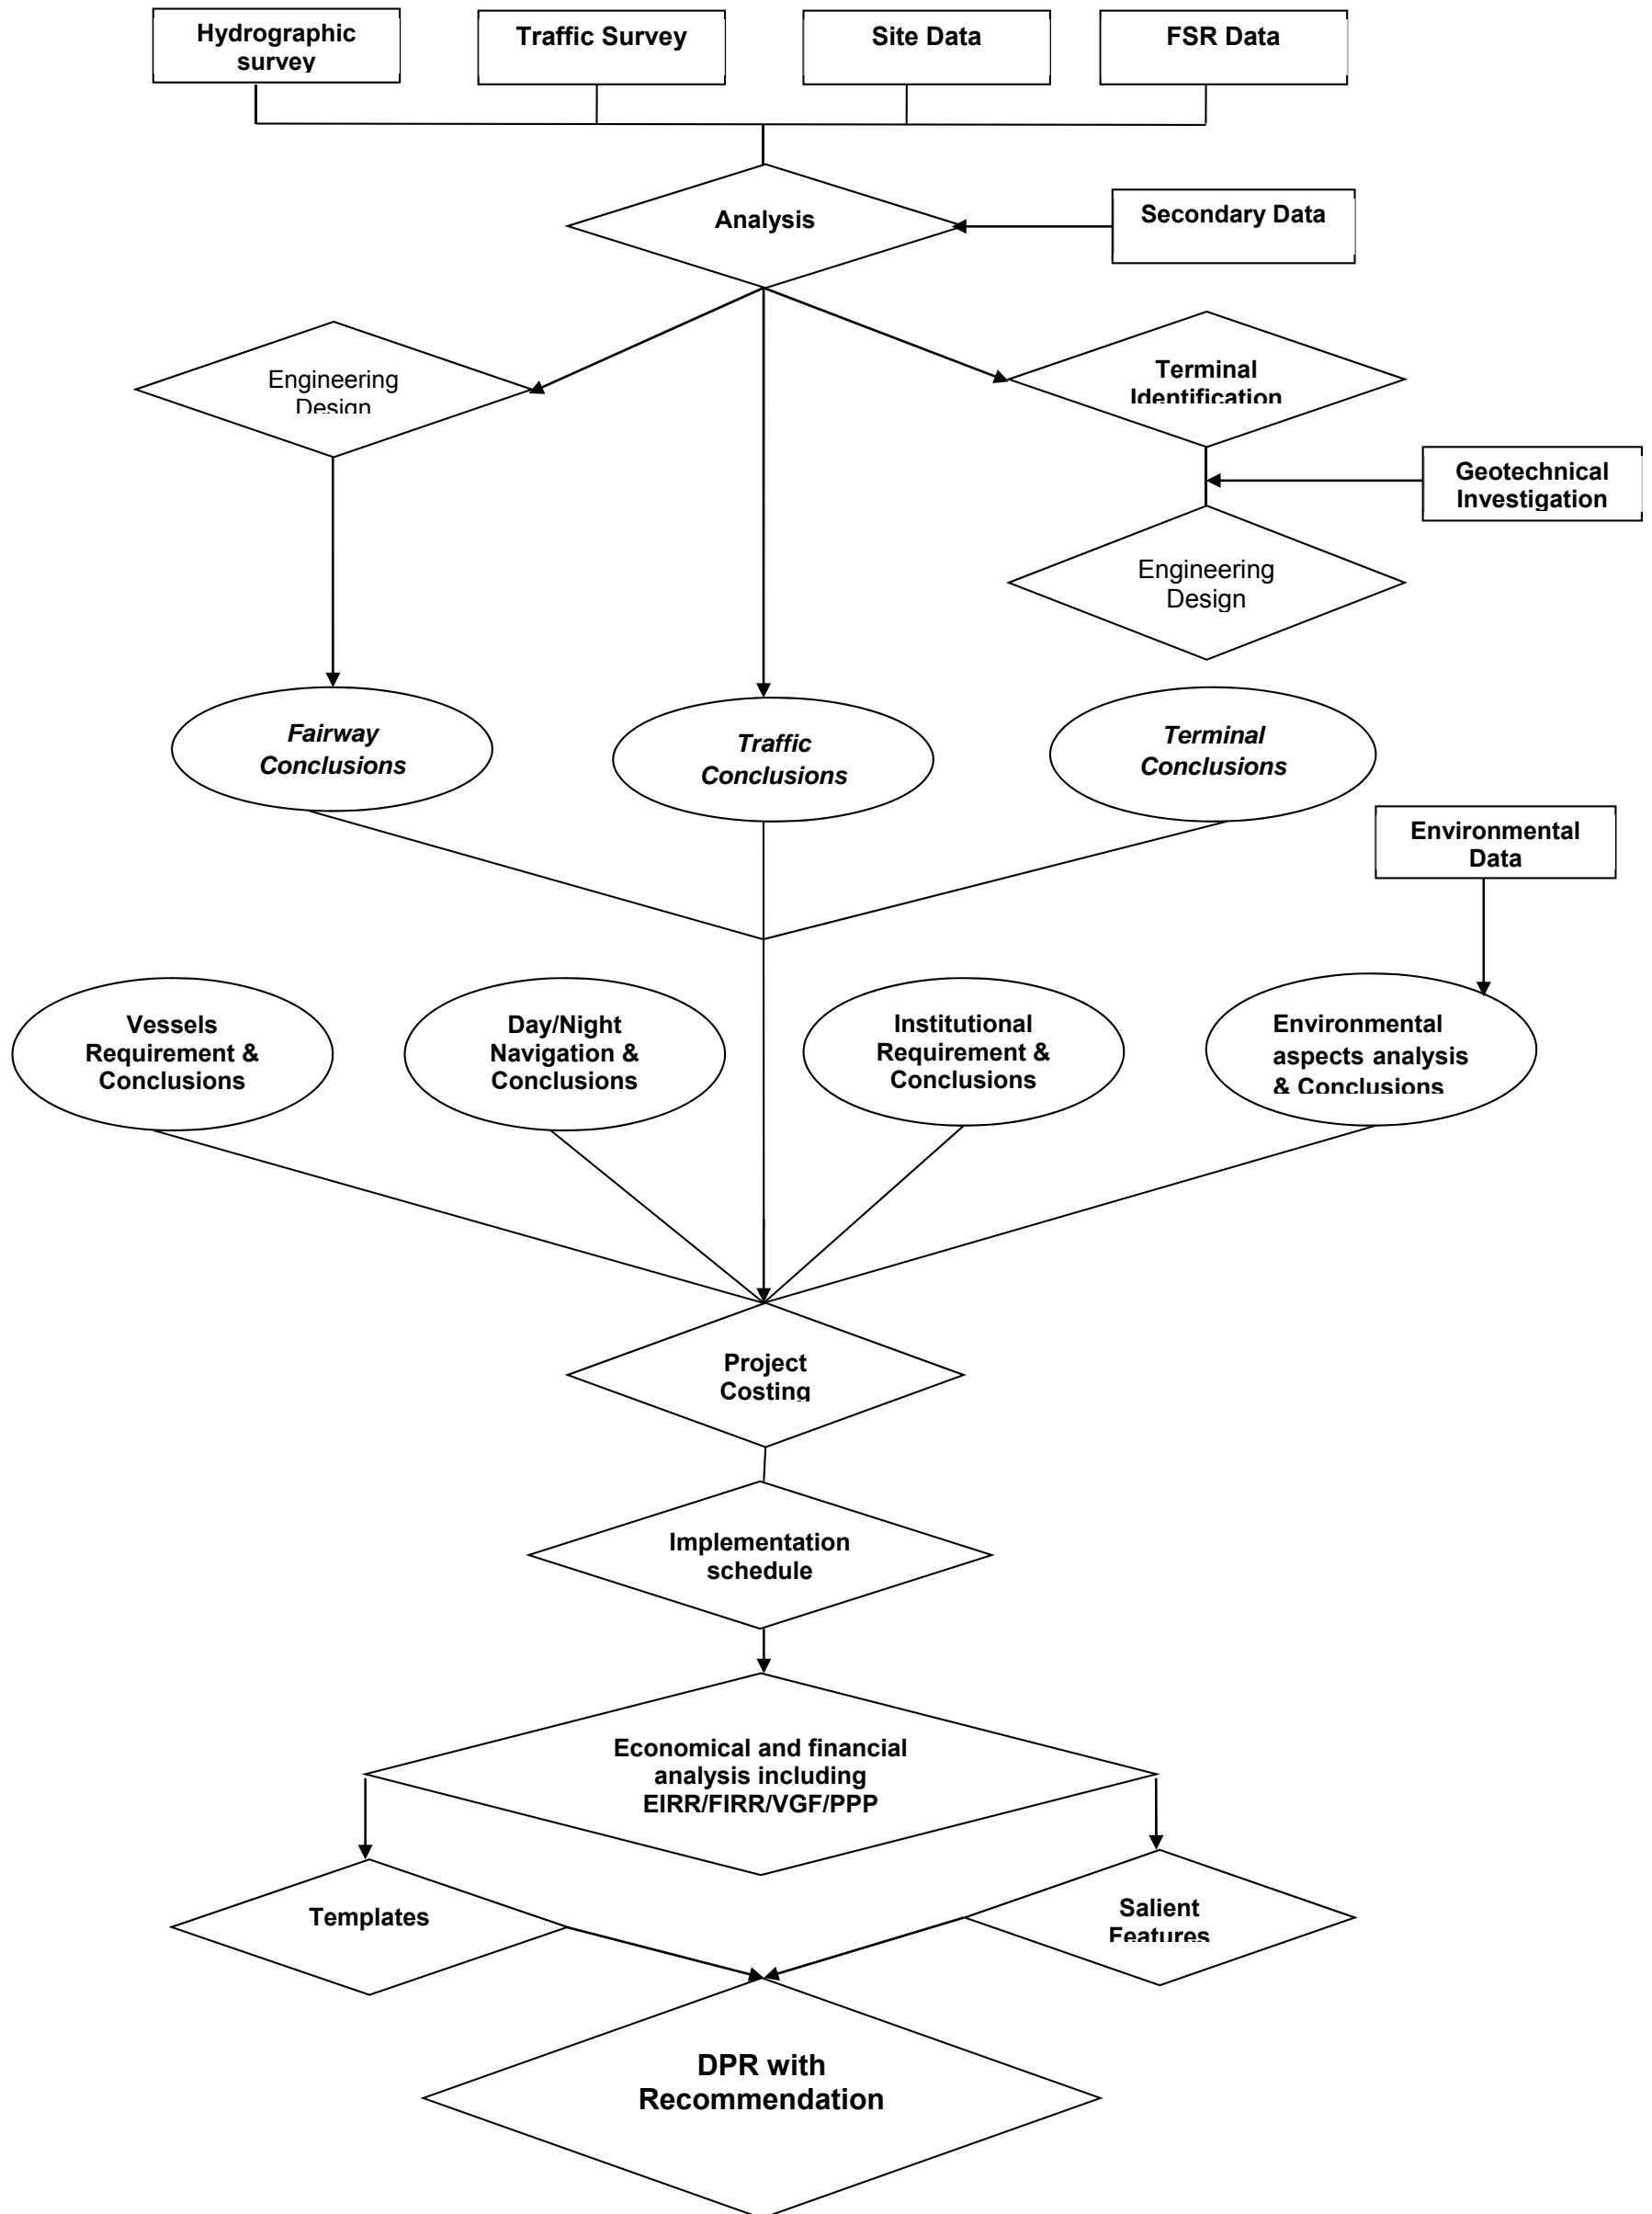 Hydrographic
survey
Traffic Survey
Site Data
FSR Data
Analysis
Secondary Data
Engineering
Design
Terminal
Identification
Geotechnical
Investigation
Engineering
Design
Fairway
Conclusions
Traffic
Conclusions
Terminal
Conclusions
Environmental
Data
Vessels
Requirement &
Conclusions
Day/Night
Navigation &
Conclusions
Institutional
Requirement &
Conclusions
Environmental
aspects analysis
& Conclusions
Project
Costing
Implementation
schedule
Economical and financial
analysis including
EIRR/FIRR/VGF/PPP
Templates
Salient
Features
DPR with
Recommendation